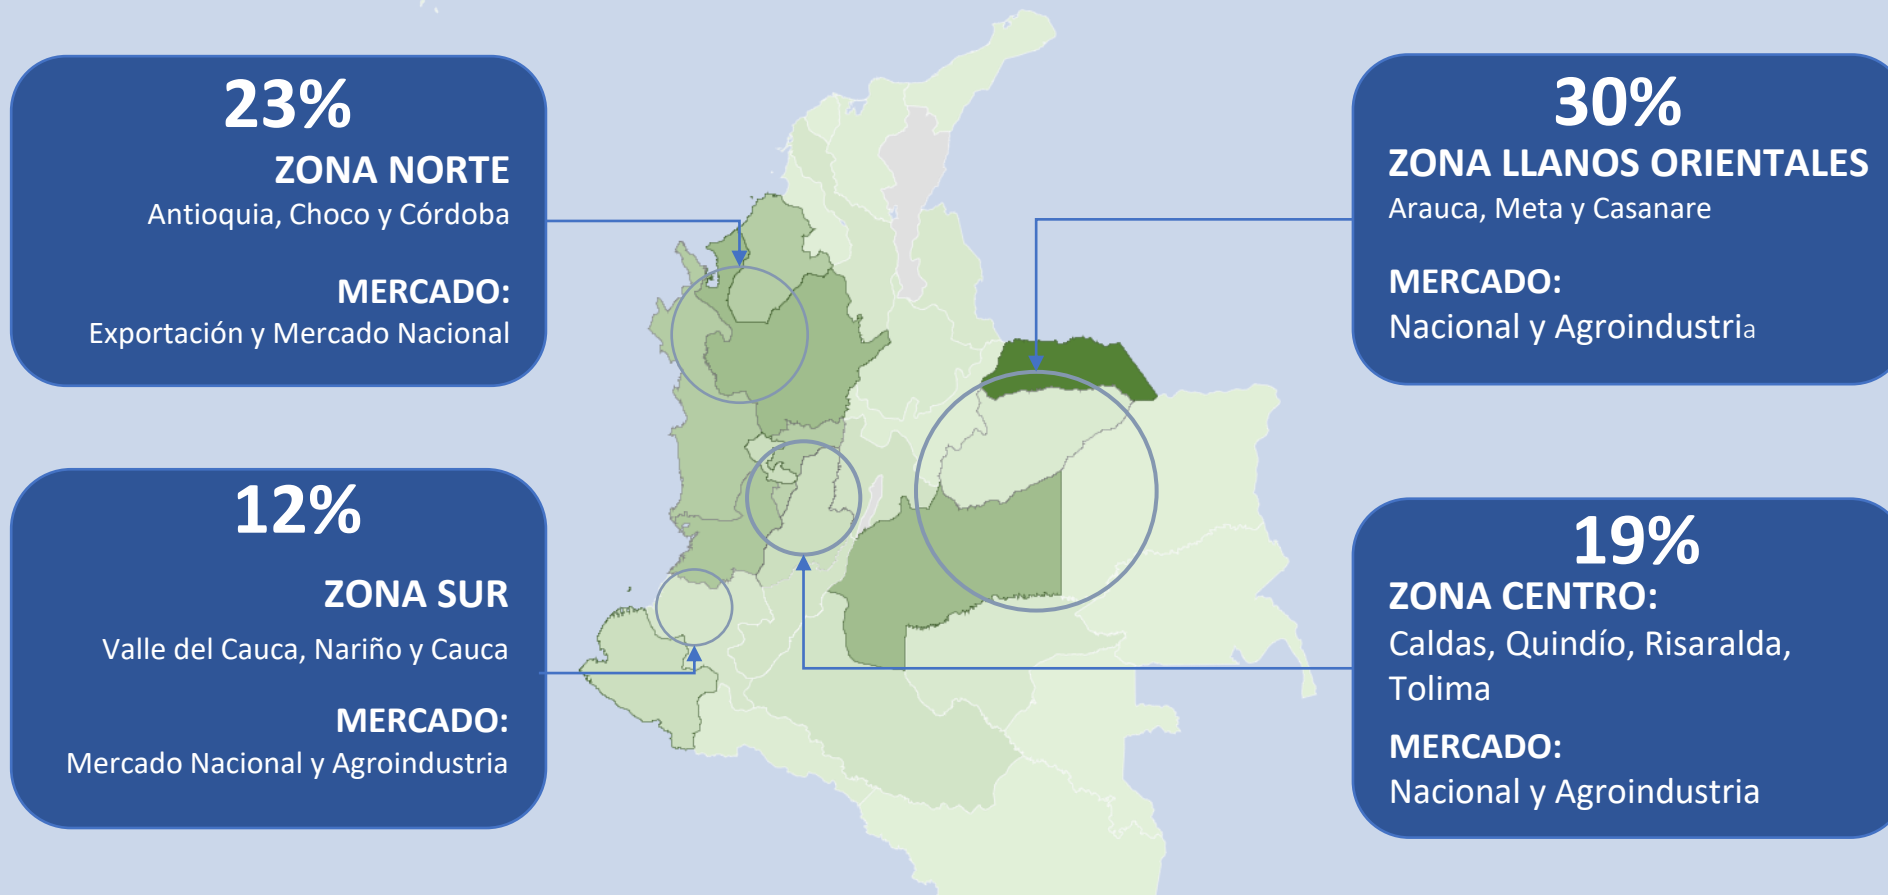 23%
ZONA NORTE
Antioquia, Choco y Córdoba
MERCADO:
Exportación y Mercado Nacional
30%
ZONA LLANOS ORIENTALES
Arauca, Meta y Casanare
MERCADO:
Nacional y Agroindustria
12%
ZONA SUR
Valle del Cauca, Nariño y Cauca
MERCADO:
Mercado Nacional y Agroindustria
19%
ZONA CENTRO:
Caldas, Quindío, Risaralda,
Tolima
MERCADO:
Nacional y Agroindustria